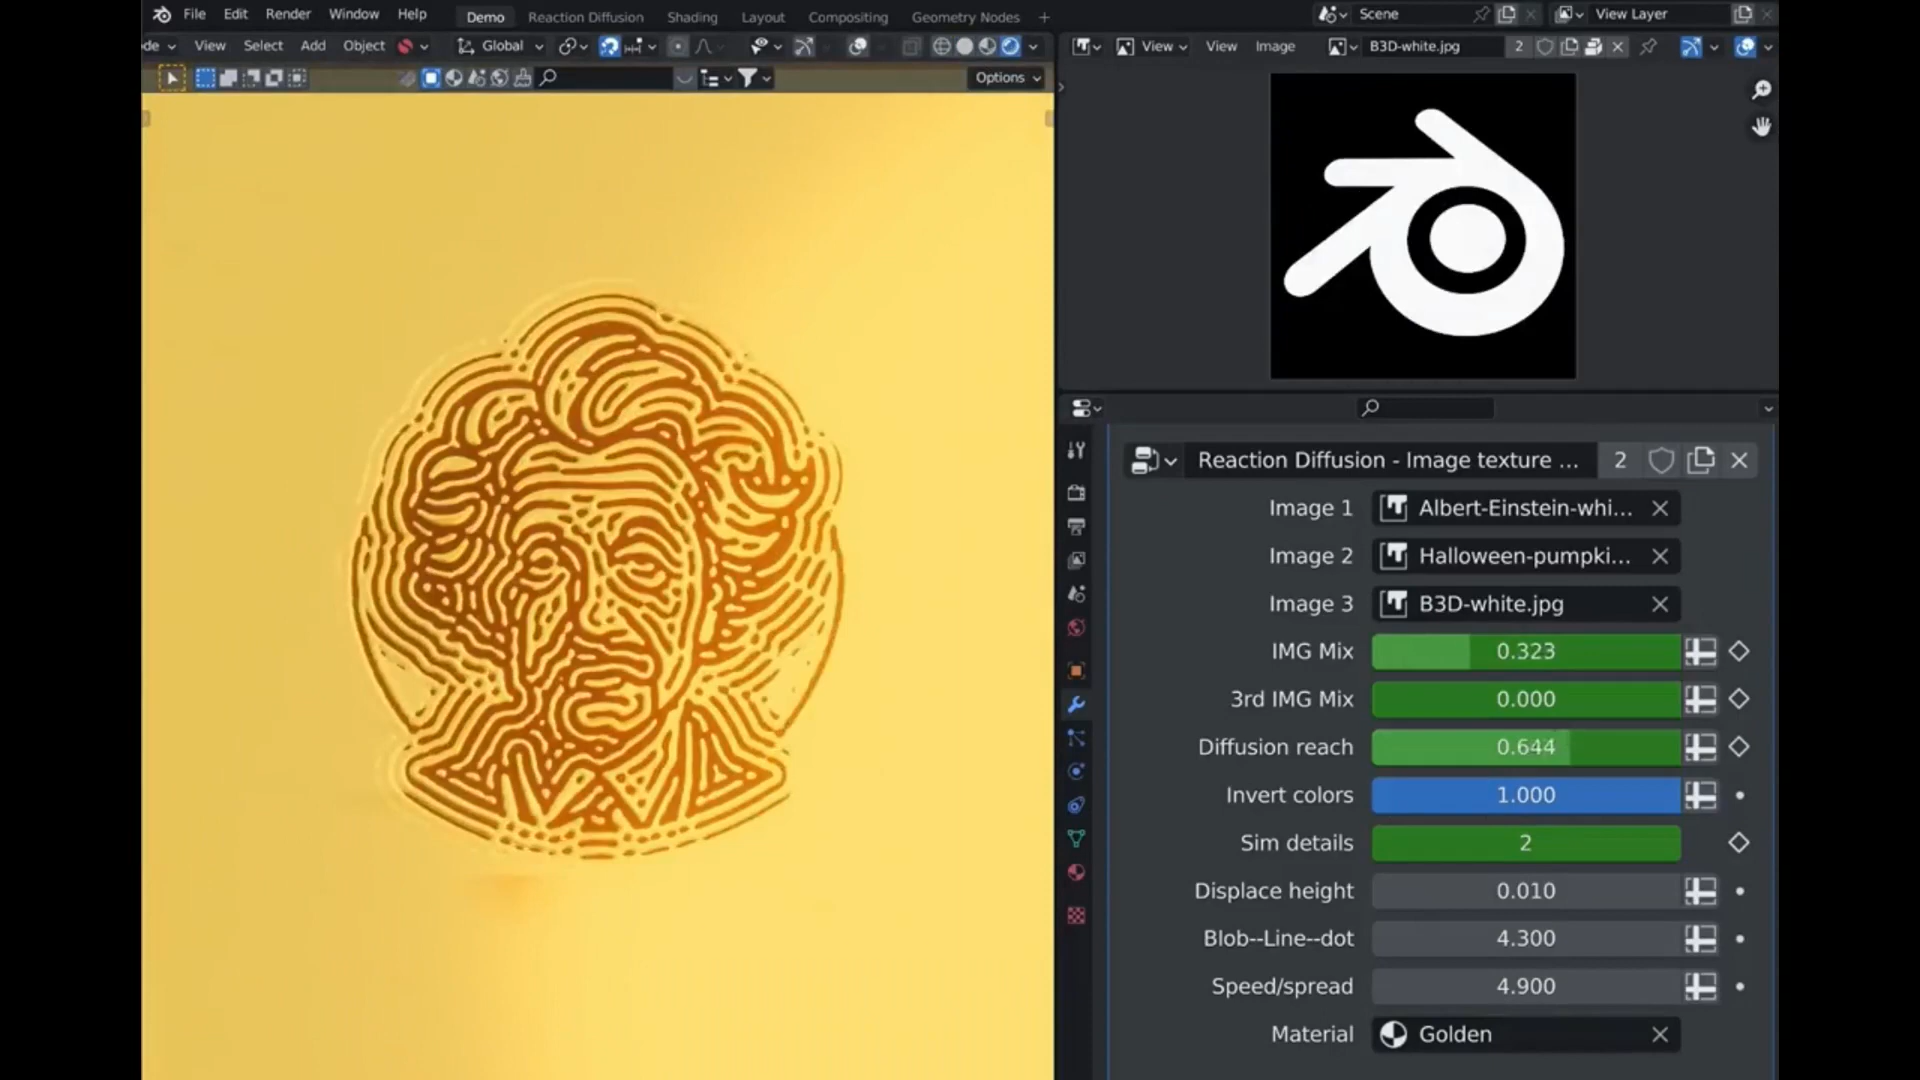 File Edit Render Window Help Demo Reaction Diffusion Shading Layout Compositing Geometry Nodes + Scene View Layer
View Select Add Object Global View View Image B3D-white.jpg 2
Options
Reaction Diffusion - Image texture ... 2
Image 1 Albert-Einstein-whi...
Image 2 Halloween-pumpki...
Image 3 B3D-white.jpg
IMG Mix 0.323
3rd IMG Mix 0.000
Diffusion reach 0.644
Invert colors 1.000
Sim details 2
Displace height 0.010
Blob--Line--dot 4.300
Speed/spread 4.900
Material Golden